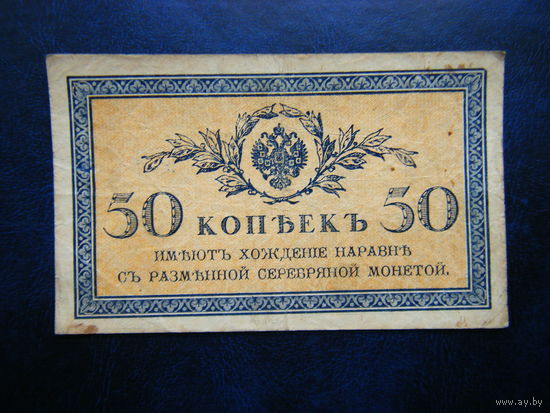 50 КОПѢЕКЪ 50
ИМѢЮТЪ ХОЖДЕНІЕ НАРАВНѢ
СЪ РАЗМѢННОЙ СЕРЕБРЯНОЙ МОНЕТОЙ.
www.ay.by